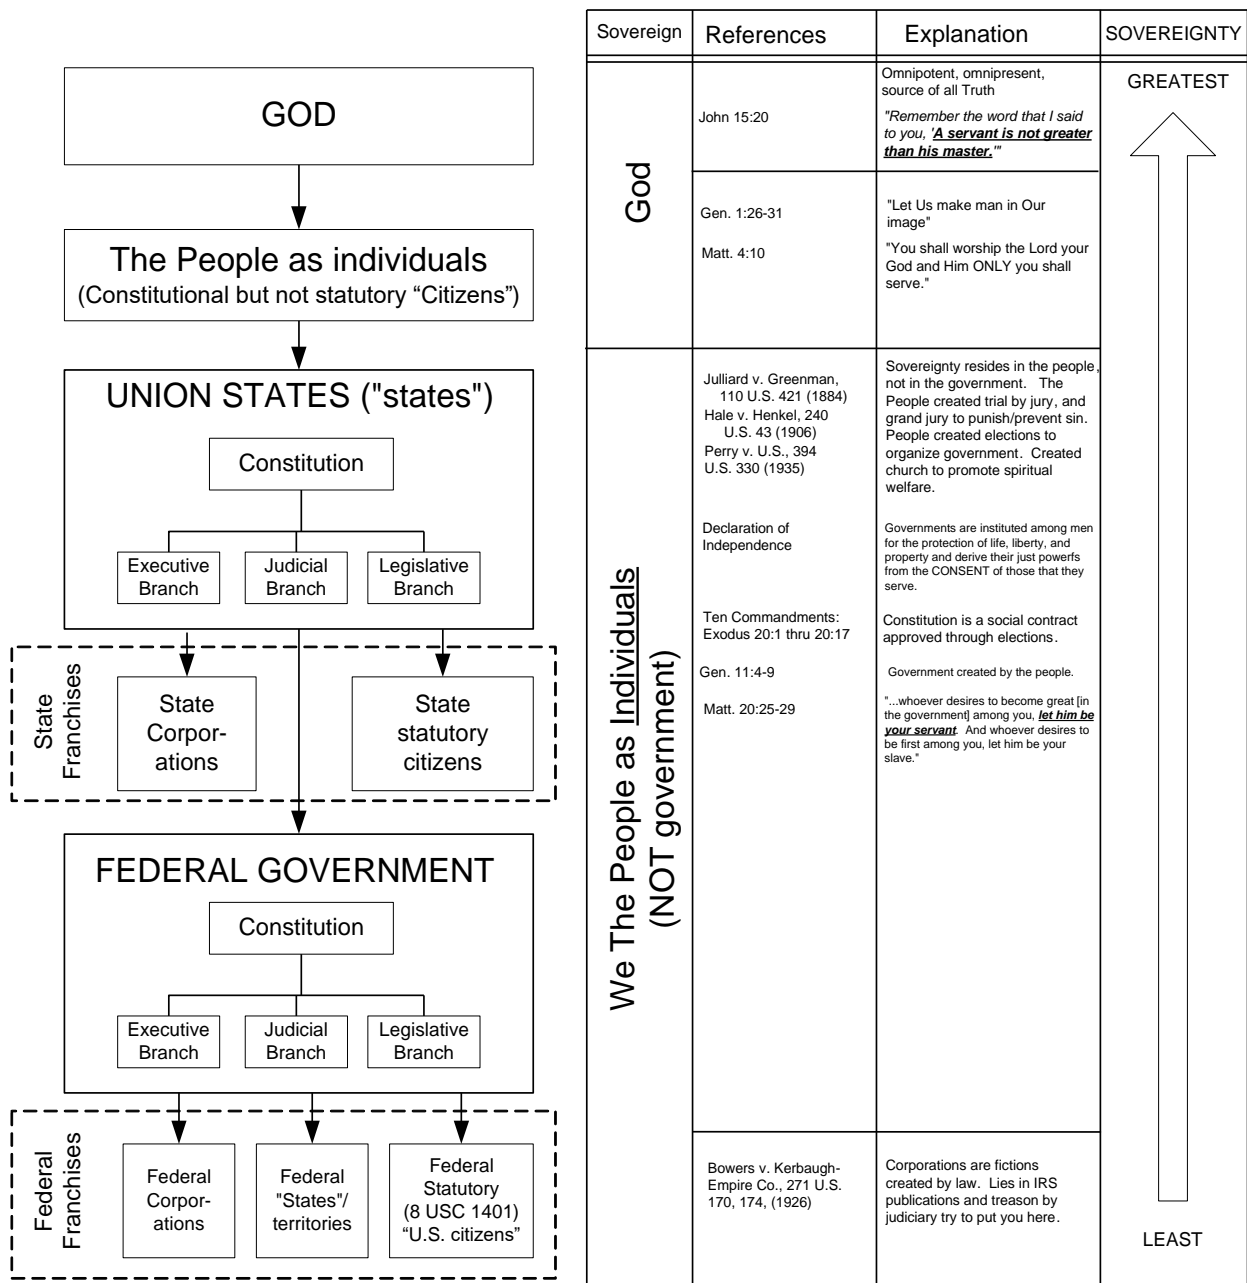 GOD
The People as individuals
(Constitutional but not statutory “Citizens”)
UNION STATES ("states")
Constitution
Executive
Branch
Judicial
Branch
Legislative
Branch
State
Franchises
State
Corpor-
ations
State
statutory
citizens
FEDERAL GOVERNMENT
Constitution
Executive
Branch
Judicial
Branch
Legislative
Branch
Federal
Franchises
Federal
Corpor-
ations
Federal
"States"/
territories
Federal
Statutory
(8 USC 1401)
“U.S. citizens”
Sovereign
References
Explanation
SOVEREIGNTY
God
John 15:20
Omnipotent, omnipresent,
source of all Truth
"Remember the word that I said
to you, 'A servant is not greater
than his master.'"
Gen. 1:26-31
"Let Us make man in Our
image"
Matt. 4:10
"You shall worship the Lord your
God and Him ONLY you shall
serve."
We The People as Individuals
(NOT government)
Julliard v. Greenman,
110 U.S. 421 (1884)
Hale v. Henkel, 240
U.S. 43 (1906)
Perry v. U.S., 394
U.S. 330 (1935)
Sovereignty resides in the people,
not in the government. The
People created trial by jury, and
grand jury to punish/prevent sin.
People created elections to
organize government. Created
church to promote spiritual
welfare.
Declaration of
Independence
Governments are instituted among men
for the protection of life, liberty, and
property and derive their just powerfs
from the CONSENT of those that they
serve.
Ten Commandments:
Exodus 20:1 thru 20:17
Constitution is a social contract
approved through elections.
Gen. 11:4-9
Government created by the people.
Matt. 20:25-29
"...whoever desires to become great [in
the government] among you, let him be
your servant. And whoever desires to
be first among you, let him be your
slave."
Bowers v. Kerbaugh-
Empire Co., 271 U.S.
170, 174, (1926)
Corporations are fictions
created by law. Lies in IRS
publications and treason by
judiciary try to put you here.
GREATEST
LEAST